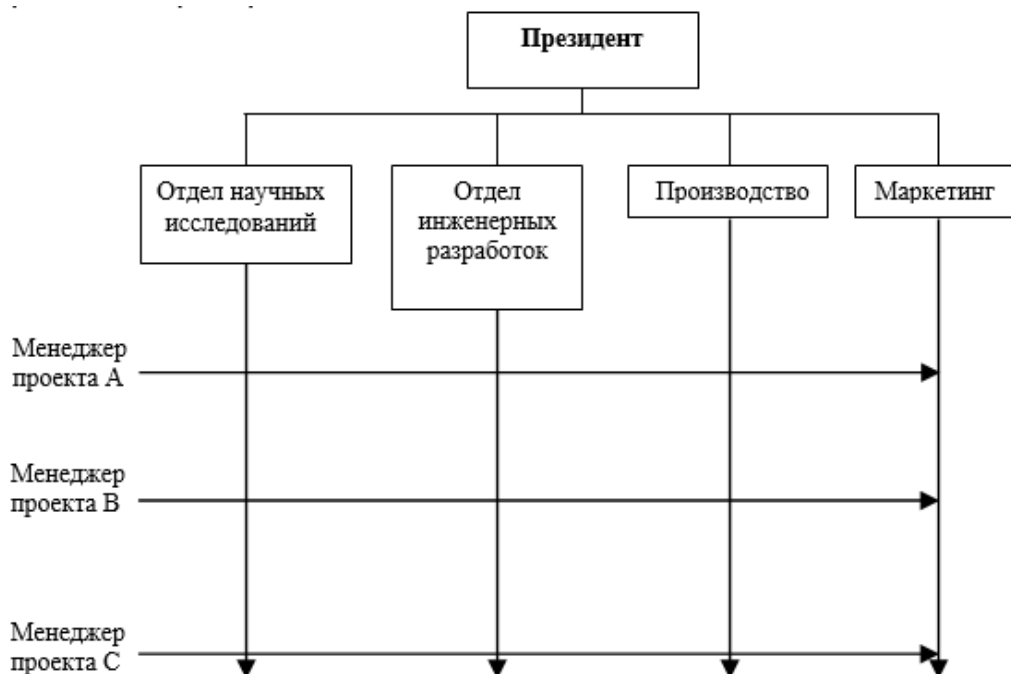 Президент
Отдел научных
исследований
Отдел
инженерных
разработок
Производство
Маркетинг
Менеджер
проекта А
Менеджер
проекта В
Менеджер
проекта С